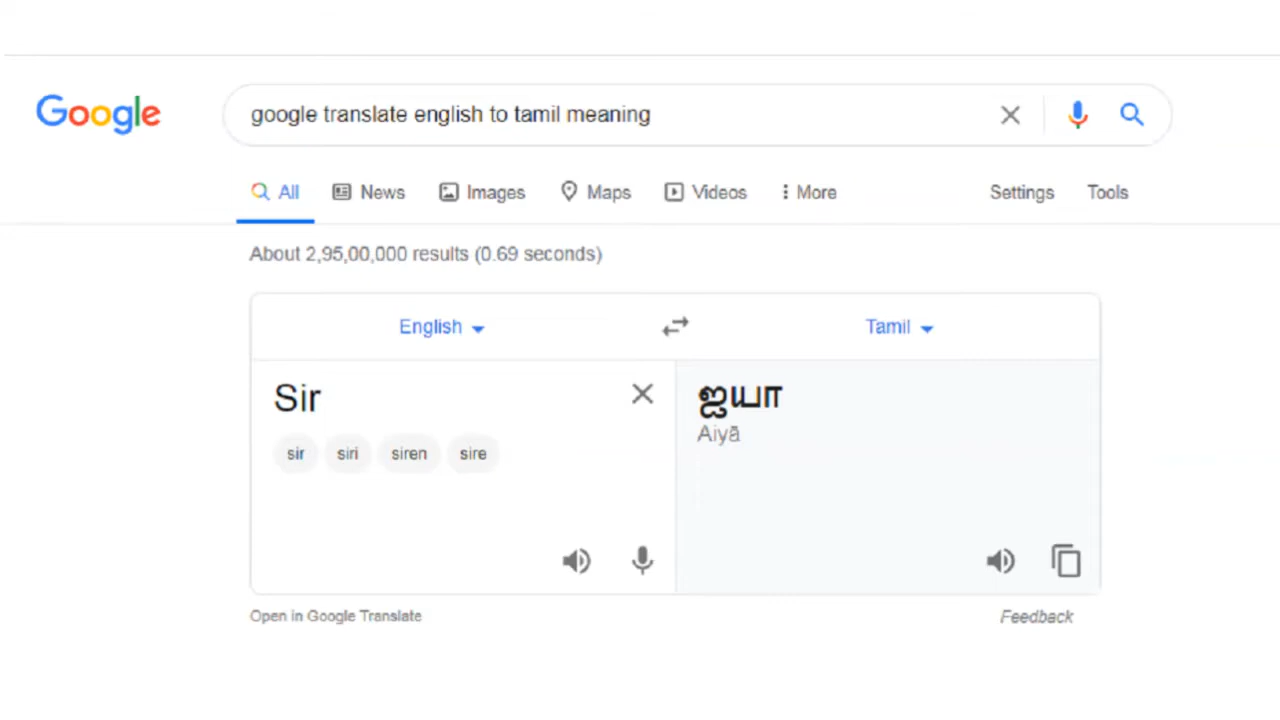 Google google translate english to tamil meaning
All News Images Maps Videos More Settings Tools
About 2,95,00,000 results (0.69 seconds)
English Tamil
Sir ஐயா
Aiyā
sir siri siren sire
Open in Google Translate Feedback